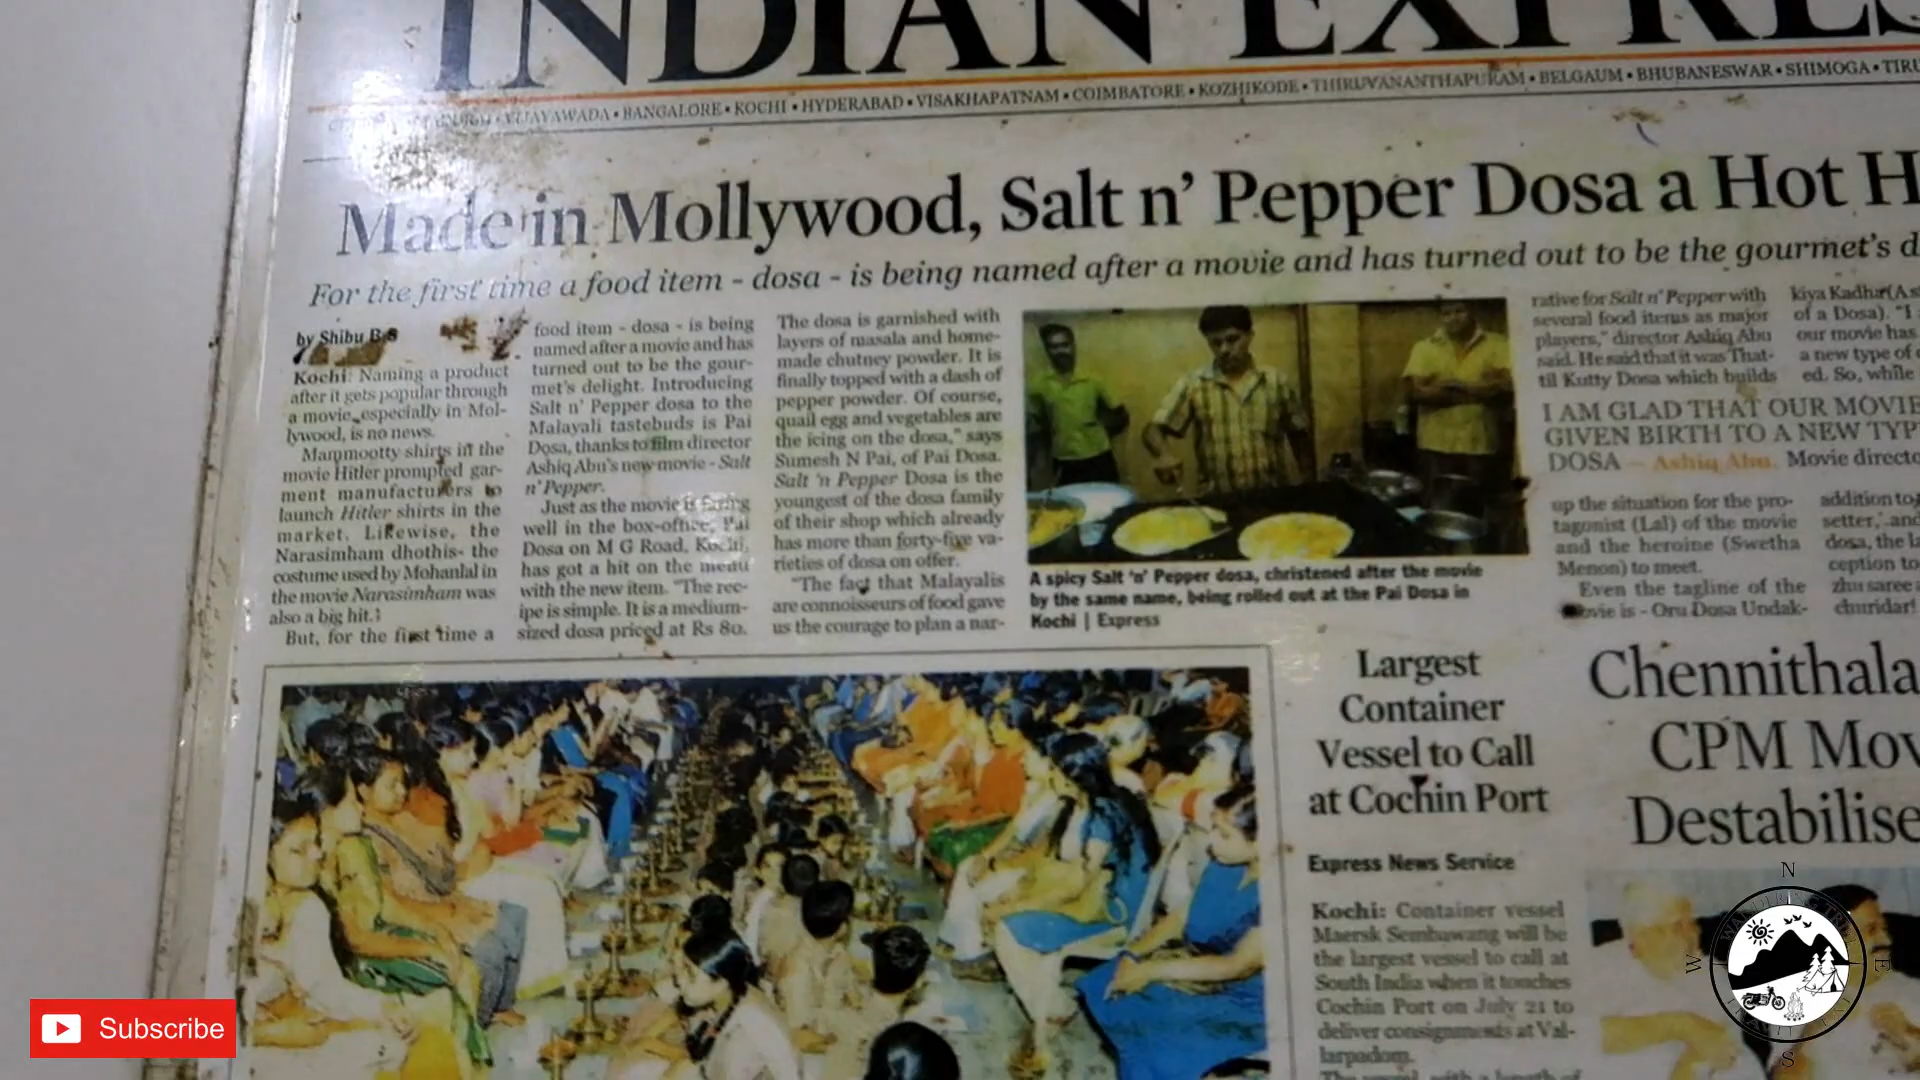 INDIAN EXPRES
VIJAYAWADA • BANGALORE • KOCHI • HYDERABAD • VISAKHAPATNAM • COIMBATORE • KOZHIKODE • THIRUVANANTHAPURAM • BELGAUM • BHUBANESWAR • SHIMOGA • TIRU
Made in Mollywood, Salt n' Pepper Dosa a Hot H
For the first time a food item - dosa - is being named after a movie and has turned out to be the gourmet's d
by Shibu B S
Kochi: Naming a product
after it gets popular through
a movie, especially in Mol-
lywood, is no news.
Mammootty shirts in the
movie Hitler prompted gar-
ment manufacturers to
launch Hitler shirts in the
market. Likewise, the
Narasimham dhothis- the
costume used by Mohanlal in
the movie Narasimham was
also a big hit.
But, for the first time a
food item - dosa - is being
named after a movie and has
turned out to be the gour-
met's delight. Introducing
Salt n' Pepper dosa to the
Malayali tastebuds is Pai
Dosa, thanks to film director
Ashiq Abu's new movie - Salt
n' Pepper.
Just as the movie is faring
well in the box-office, Pai
Dosa on M G Road, Kochi,
has got a hit on the menu
with the new item. "The rec-
ipe is simple. It is a medium-
sized dosa priced at Rs 80.
The dosa is garnished with
layers of masala and home-
made chutney powder. It is
finally topped with a dash of
pepper powder. Of course,
quail egg and vegetables are
the icing on the dosa," says
Sumesh N Pai, of Pai Dosa.
Salt 'n Pepper Dosa is the
youngest of the dosa family
of their shop which already
has more than forty-five va-
rieties of dosa on offer.
"The fact that Malayalis
are connoisseurs of food gave
us the courage to plan a nar-
A spicy Salt 'n' Pepper dosa, christened after the movie
by the same name, being rolled out at the Pai Dosa in
Kochi | Express
rative for Salt n' Pepper with
several food items as major
players," director Ashiq Abu
said. He said that it was That-
til Kutty Dosa which builds
kiya Kadha (As
of a Dosa). "I
our movie has
a new type of
ed. So, while
I AM GLAD THAT OUR MOVIE
GIVEN BIRTH TO A NEW TYP
DOSA – Ashiq Abu, Movie directo
up the situation for the pro-
tagonist (Lal) of the movie
and the heroine (Swetha
Menon) to meet.
Even the tagline of the
movie is - Oru Dosa Undak-
addition to
setter,' and
dosa, the la
ception to
zhu saree
churidar!
Largest
Container
Vessel to Call
at Cochin Port
Express News Service
Kochi: Container vessel
Maersk Sembawang will be
the largest vessel to call at
South India when it touches
Cochin Port on July 21 to
deliver consignments at Val-
larpadom.
The vessel, with a length of
Chennithala
CPM Mov
Destabilise
N
W
E
S
Subscribe